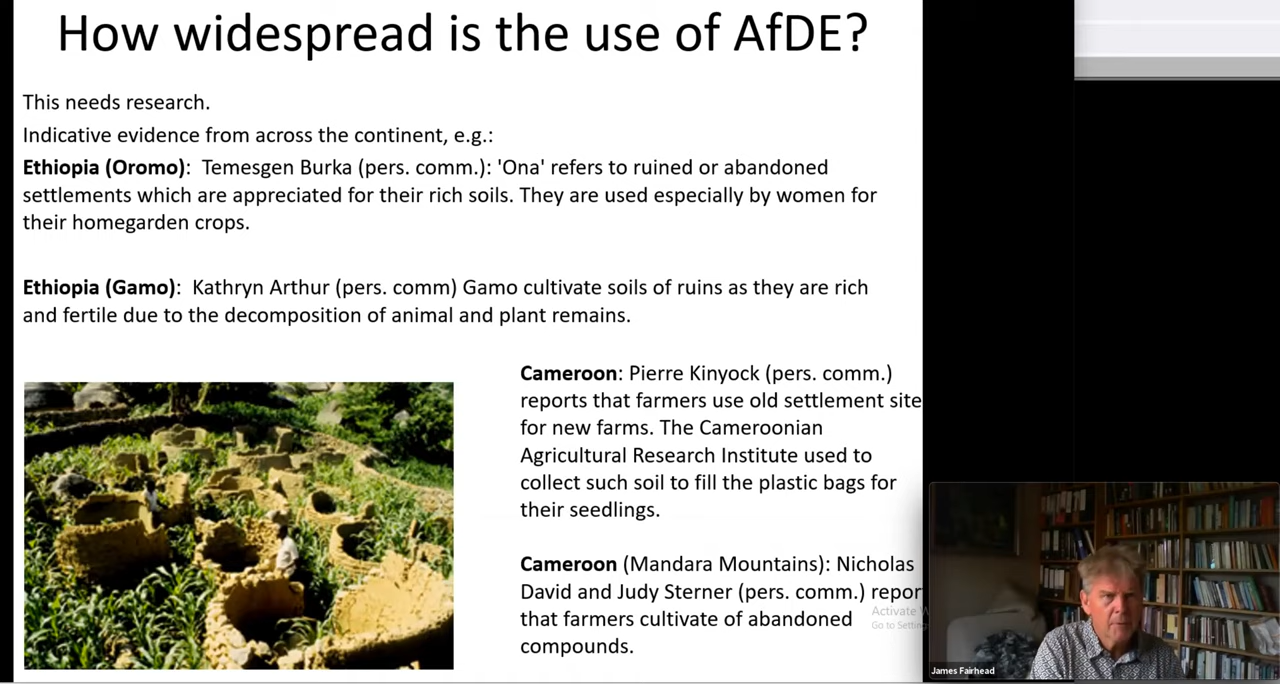 How widespread is the use of AfDE?
This needs research.
Indicative evidence from across the continent, e.g.:
Ethiopia (Oromo): Temesgen Burka (pers. comm.): 'Ona' refers to ruined or abandoned
settlements which are appreciated for their rich soils. They are used especially by women for
their homegarden crops.
Ethiopia (Gamo): Kathryn Arthur (pers. comm) Gamo cultivate soils of ruins as they are rich
and fertile due to the decomposition of animal and plant remains.
Cameroon: Pierre Kinyock (pers. comm.)
reports that farmers use old settlement site
for new farms. The Cameroonian
Agricultural Research Institute used to
collect such soil to fill the plastic bags for
their seedlings.
Cameroon (Mandara Mountains): Nicholas
David and Judy Sterner (pers. comm.) repor
that farmers cultivate of abandoned
compounds.
Activate W
Go to Setting
James Fairhead